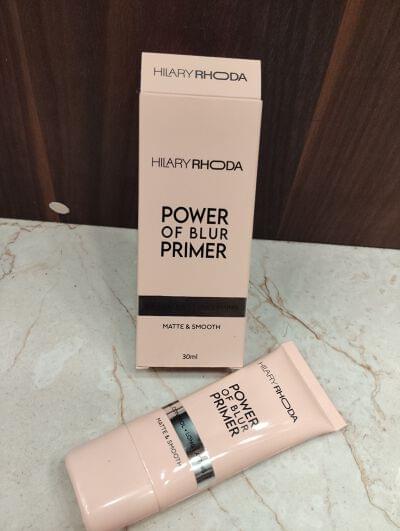 HILARY RHODA
HILARY RHODA
POWER
OF BLUR
PRIMER
MATTE & SMOOTH
30ml
HILARY RHODA
POWER
OF BLUR
PRIMER
MATTE & SMOOTH